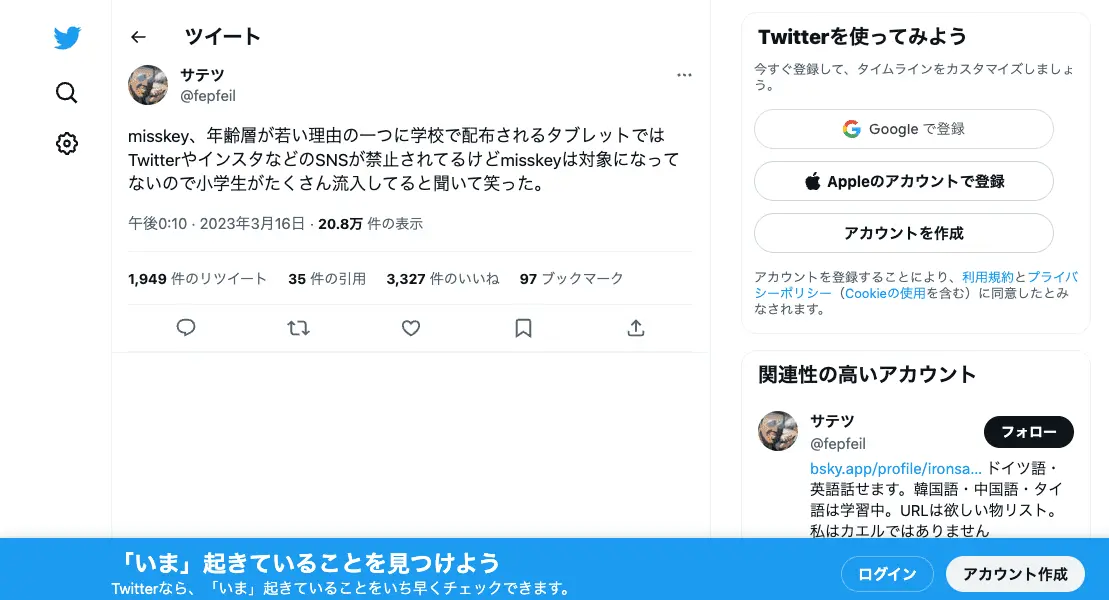 ツイート
サテツ
@fepfeil
misskey、年齢層が若い理由の一つに学校で配布されるタブレットでは
TwitterやインスタなどのSNSが禁止されてるけどmisskeyは対象になって
ないので小学生がたくさん流入してると聞いて笑った。
午後0:10 · 2023年3月16日 · 20.8万 件の表示
1,949 件のリツイート 35 件の引用 3,327 件のいいね 97 ブックマーク
Twitterを使ってみよう
今すぐ登録して、タイムラインをカスタマイズしましょ
う。
Google で登録
Appleのアカウントで登録
アカウントを作成
アカウントを登録することにより、利用規約とプライバ
シーポリシー（Cookieの使用を含む）に同意したとみ
なされます。
関連性の高いアカウント
サテツ
@fepfeil
フォロー
bsky.app/profile/ironsa... ドイツ語・
英語話せます。韓国語・中国語・タイ
語は学習中。URLは欲しい物リスト。
私はカエルではありません
「いま」起きていることを見つけよう
Twitterなら、「いま」起きていることをいち早くチェックできます。
ログイン
アカウント作成